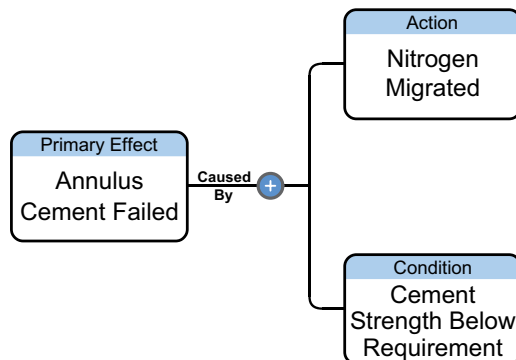 Action
Nitrogen
Migrated
Primary Effect
Annulus
Cement Failed
Caused
By
+
Condition
Cement
Strength Below
Requirement